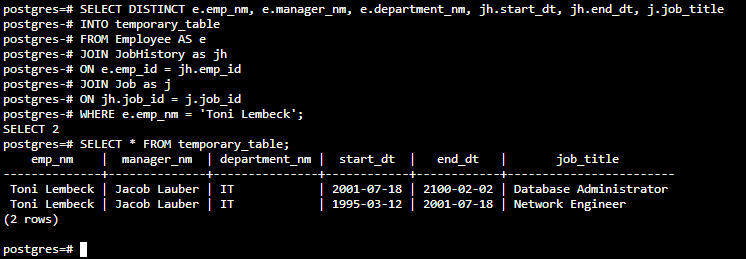 postgres=# SELECT DISTINCT e.emp_nm, e.manager_nm, e.department_nm, jh.start_dt, jh.end_dt, j.job_title
postgres-# INTO temporary_table
postgres-# FROM Employee AS e
postgres-# JOIN JobHistory as jh
postgres-# ON e.emp_id = jh.emp_id
postgres-# JOIN Job as j
postgres-# ON jh.job_id = j.job_id
postgres-# WHERE e.emp_nm = 'Toni Lembeck';
SELECT 2
postgres=# SELECT * FROM temporary_table;
    emp_nm    |  manager_nm  | department_nm |  start_dt  |   end_dt   |       job_title
--------------+--------------+---------------+------------+------------+------------------------
 Toni Lembeck | Jacob Lauber | IT            | 2001-07-18 | 2100-02-02 | Database Administrator
 Toni Lembeck | Jacob Lauber | IT            | 1995-03-12 | 2001-07-18 | Network Engineer
(2 rows)
postgres=#